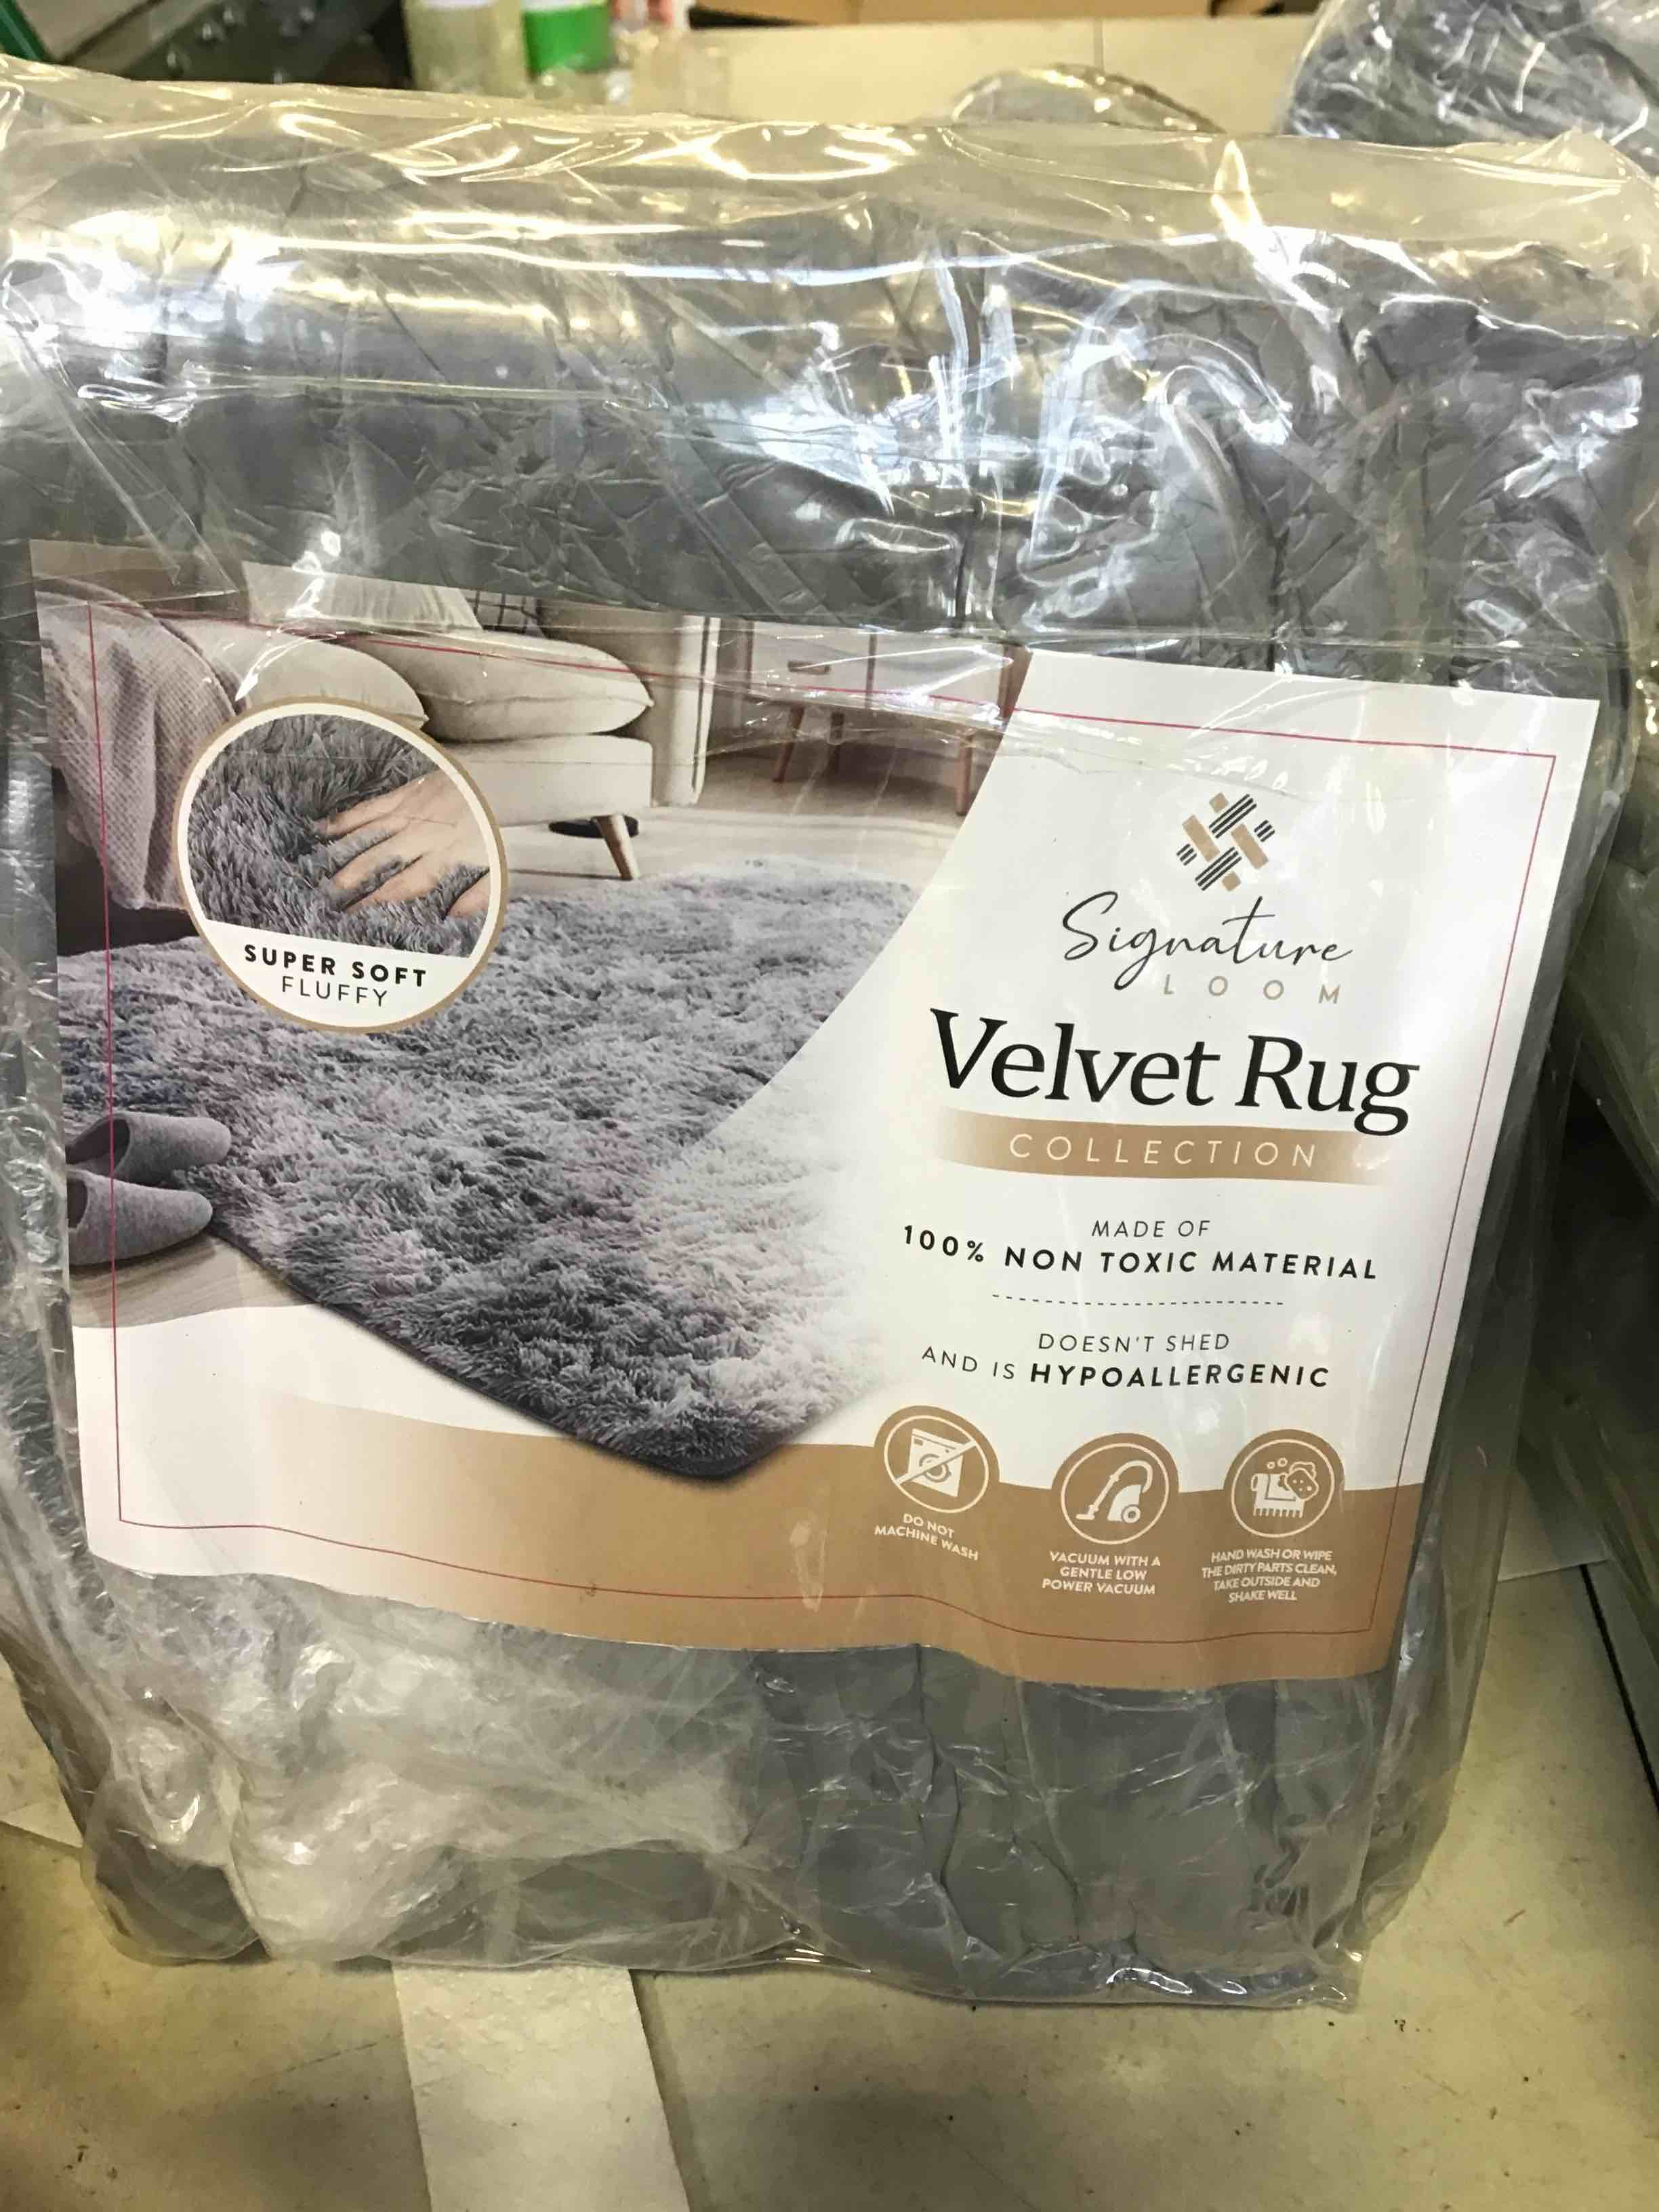 SUPER SOFT
FLUFFY
Signature
LOOM
Velvet Rug
COLLECTION
MADE OF
100% NON TOXIC MATERIAL
DOESN'T SHED
AND IS HYPOALLERGENIC
DO NOT
MACHINE WASH
VACUUM WITH A
GENTLE LOW
POWER VACUUM
HAND WASH OR WIPE
THE DIRTY PARTS CLEAN,
TAKE OUTSIDE AND
SHAKE WELL